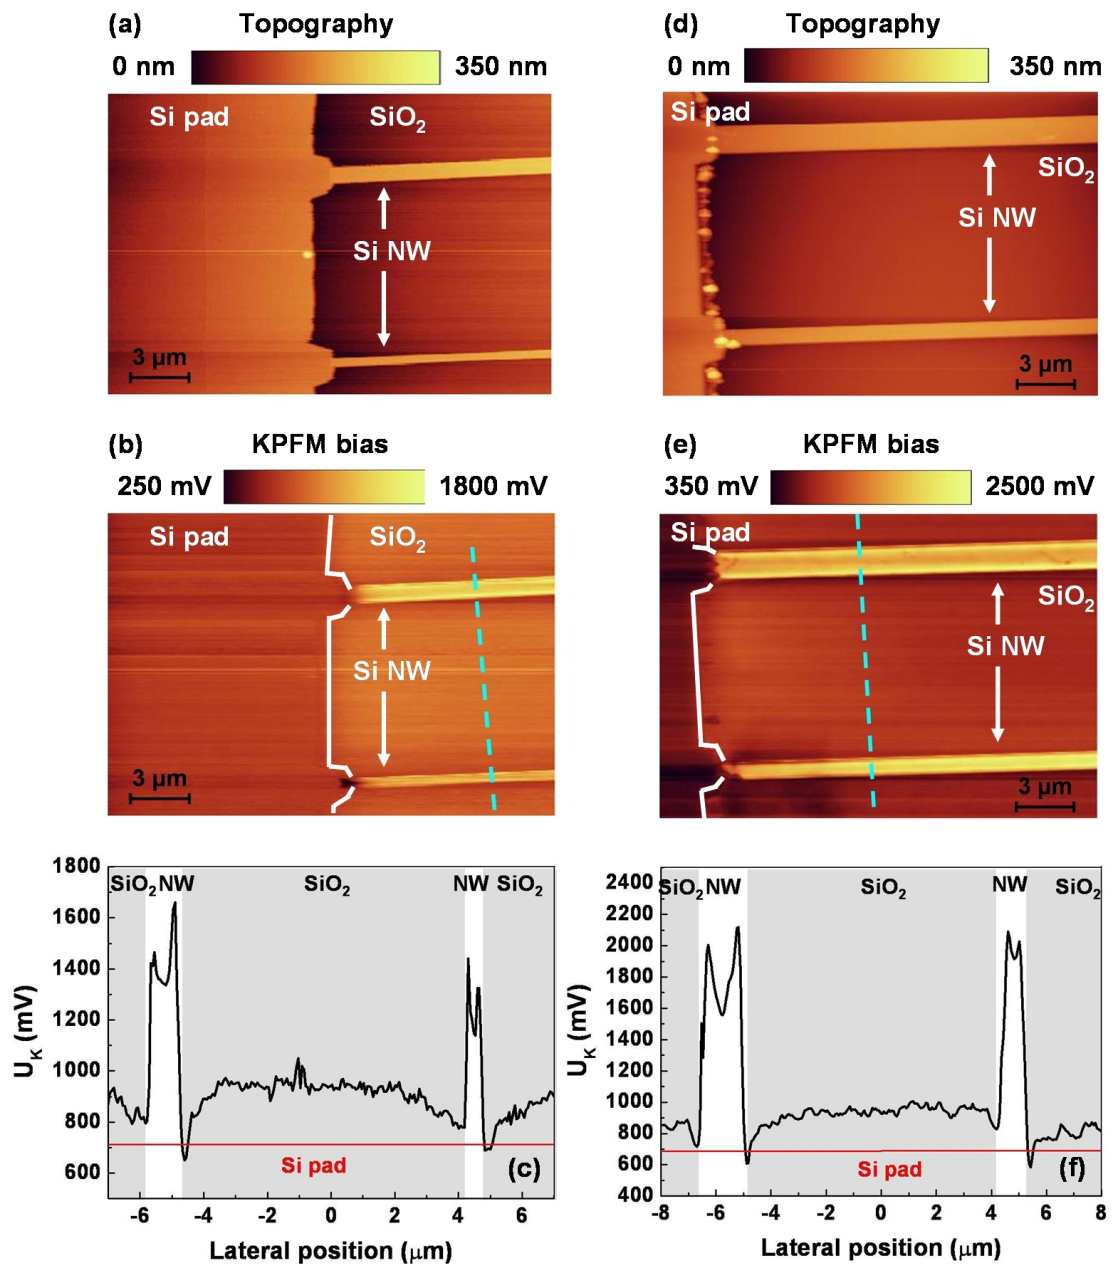 (a) Topography
0 nm 350 nm
Si pad SiO₂
Si NW
3 µm
(d) Topography
0 nm 350 nm
Si pad
SiO₂
Si NW
3 µm
(b) KPFM bias
250 mV 1800 mV
Si pad SiO₂
Si NW
3 µm
(e) KPFM bias
350 mV 2500 mV
Si pad
SiO₂
Si NW
3 µm
1800
1600
1400
1200
1000
800
600
U_K (mV)
SiO₂ NW SiO₂ NW SiO₂
Si pad (c)
-6 -4 -2 0 2 4 6
Lateral position (µm)
2400
2200
2000
1800
1600
1400
1200
1000
800
600
400
U_K (mV)
SiO₂ NW SiO₂ NW SiO₂
Si pad (f)
-8 -6 -4 -2 0 2 4 6 8
Lateral position (µm)